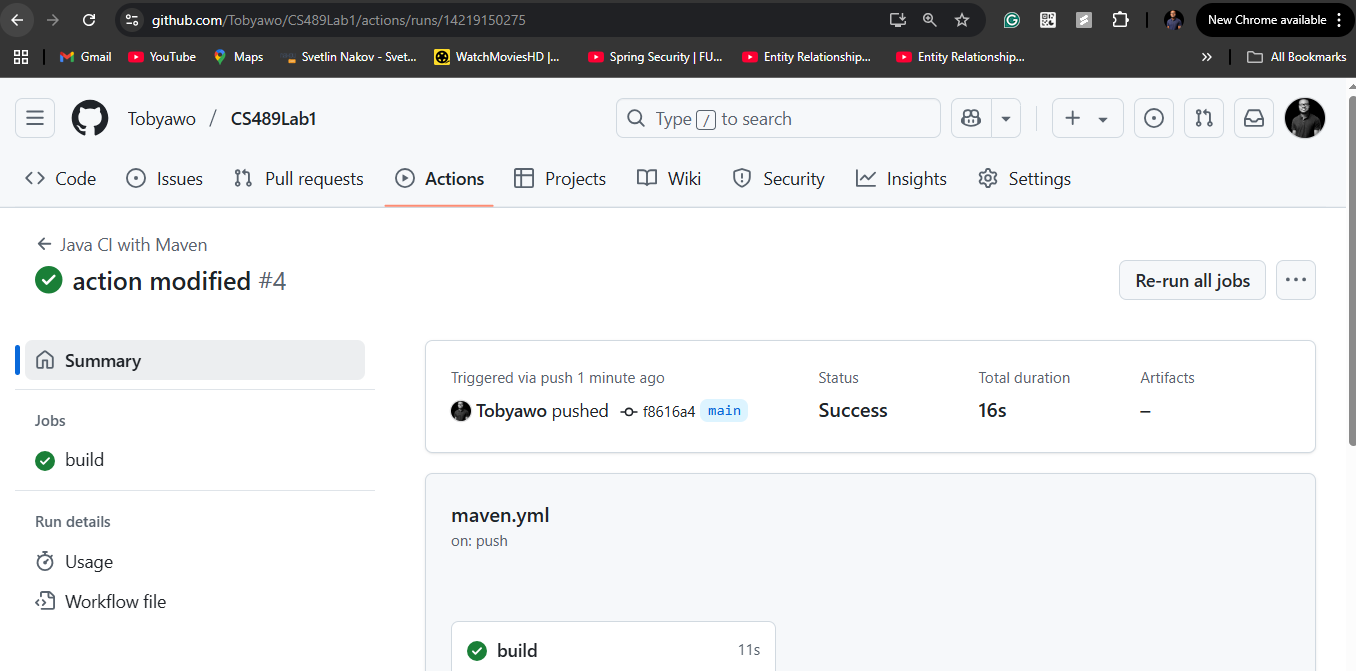 github.com/Tobyawo/CS489Lab1/actions/runs/14219150275
New Chrome available
Gmail
YouTube
Maps
Svetlin Nakov - Svet...
WatchMoviesHD |...
Spring Security | FU...
Entity Relationship...
Entity Relationship...
»
All Bookmarks
Tobyawo / CS489Lab1
Type / to search
Code
Issues
Pull requests
Actions
Projects
Wiki
Security
Insights
Settings
Java CI with Maven
action modified #4
Re-run all jobs
Summary
Jobs
build
Run details
Usage
Workflow file
Triggered via push 1 minute ago
Tobyawo pushed f8616a4 main
Status
Success
Total duration
16s
Artifacts
–
maven.yml
on: push
build 11s